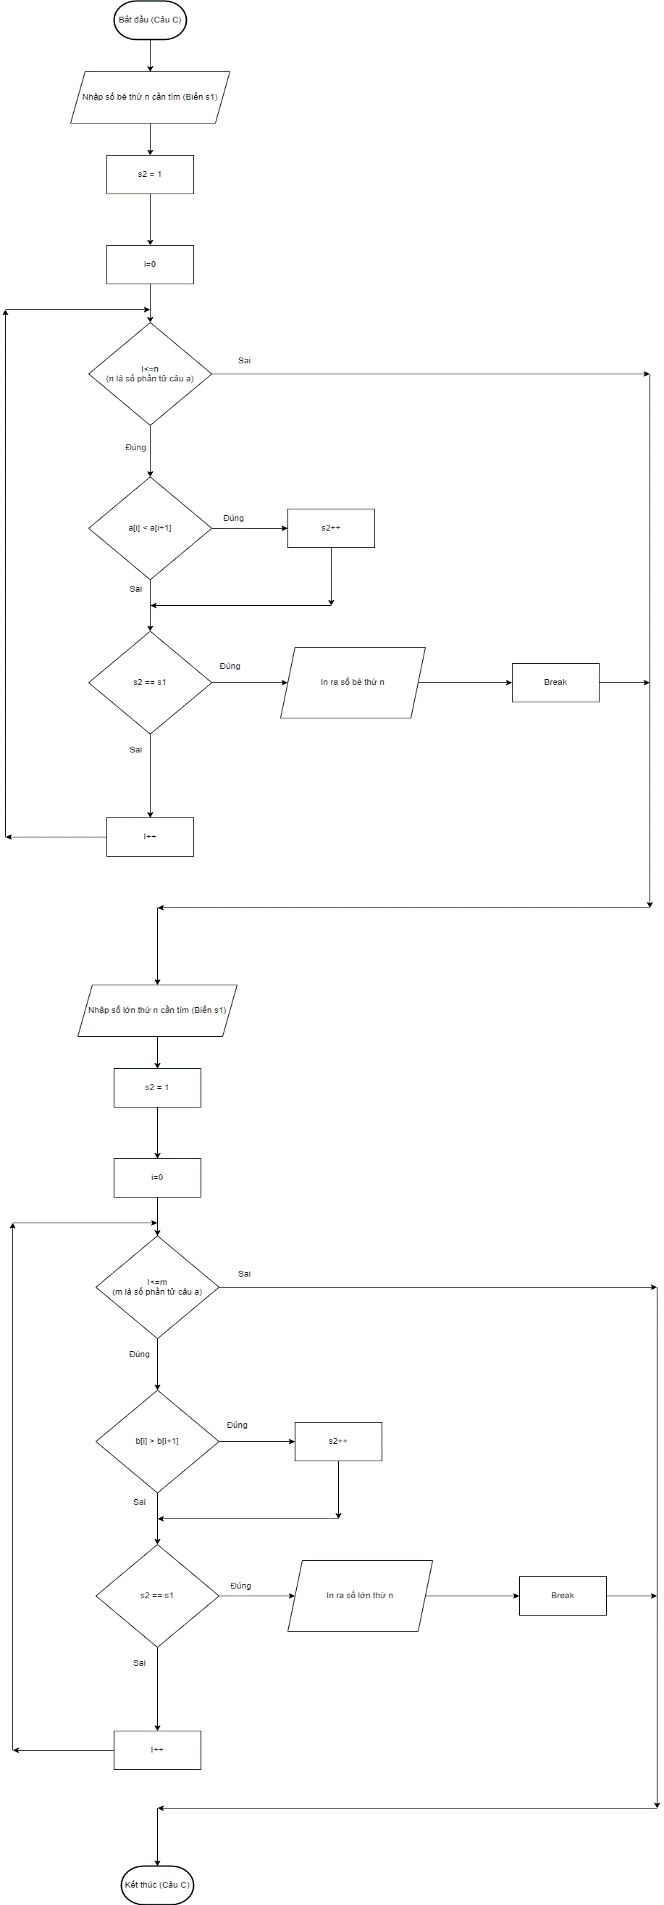 Bắt đầu (Câu C)
Nhập số bé thứ n cần tìm (Biến s1)
s2 = 1
i=0
I<=n
(n là số phần tử câu a)
Sai
Đúng
a[i] < a[i+1]
Đúng
s2++
Sai
s2 == s1
Đúng
In ra số bé thứ n
Break
Sai
I++
Nhập số lớn thứ n cần tìm (Biến s1)
s2 = 1
i=0
I<=m
(m là số phần tử câu a)
Sai
Đúng
b[i] > b[i+1]
Đúng
s2++
Sai
s2 == s1
Đúng
In ra số lớn thứ n
Break
Sai
I++
Kết thúc (Câu C)